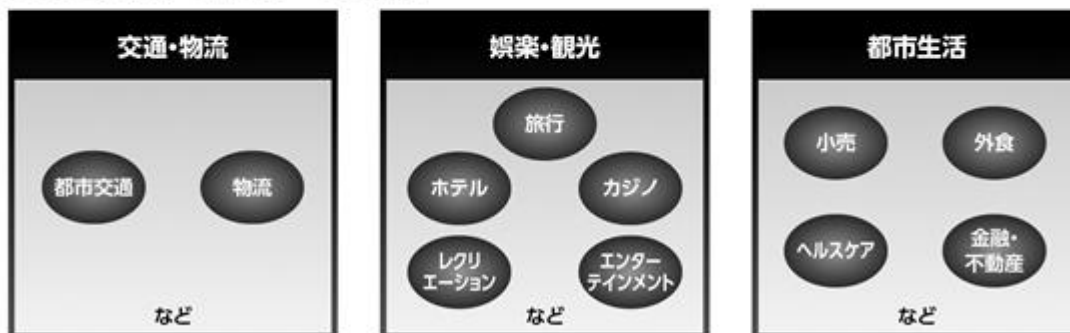 交通・物流
都市交通
物流
など
娯楽・観光
旅行
ホテル
カジノ
レクリ
エーション
エンター
テインメント
など
都市生活
小売
外食
ヘルスケア
金融・
不動産
など